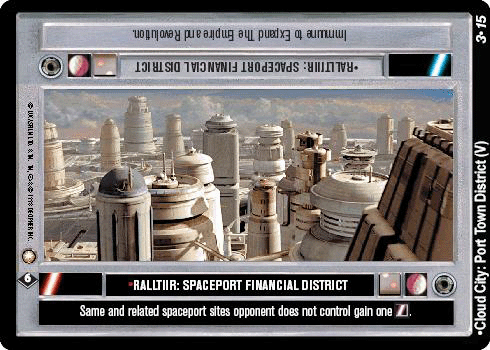 Immune to Expand The Empire and Revolution.
•RALLTIIR: SPACEPORT FINANCIAL DISTRICT
3•15
•Cloud City: Port Town District (V)
6
•RALLTIIR: SPACEPORT FINANCIAL DISTRICT
Same and related spaceport sites opponent does not control gain one